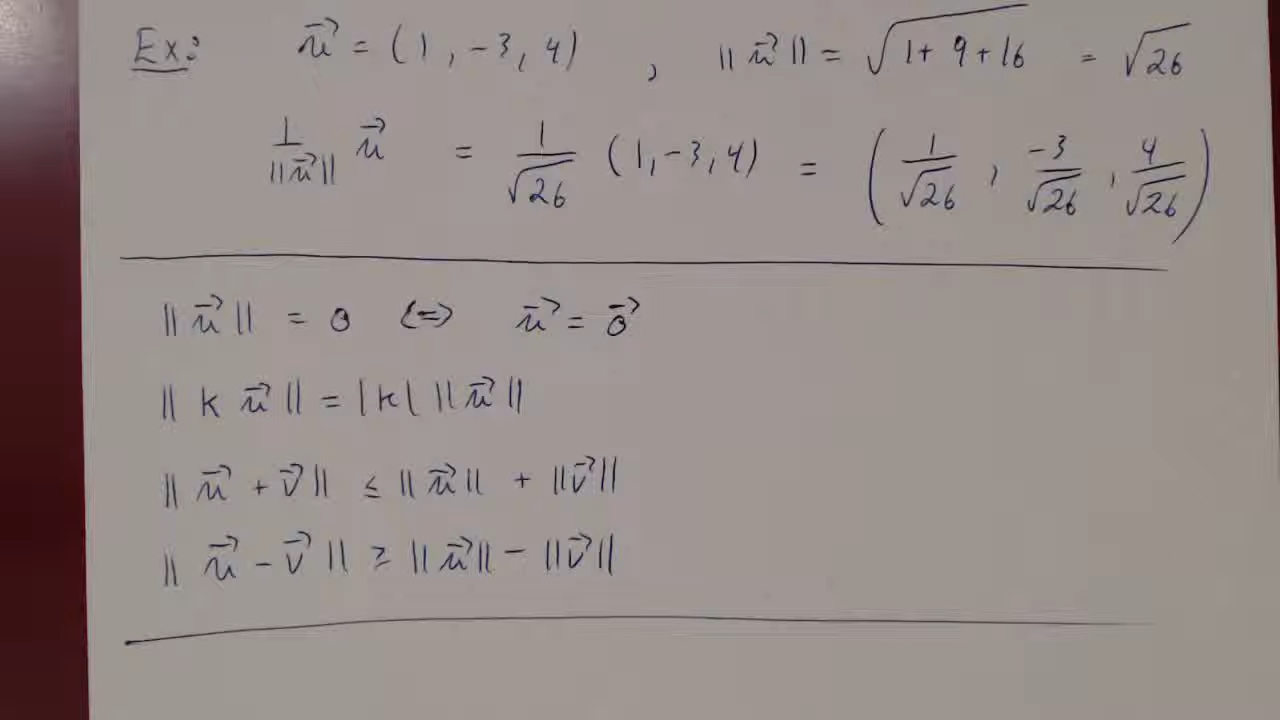 Ex: u⃗ = (1, -3, 4) , ||u⃗|| = √(1+9+16) = √26
1/||u⃗|| u⃗ = 1/√26 (1, -3, 4) = (1/√26, -3/√26, 4/√26)
||u⃗|| = 0 <=> u⃗ = 0⃗
||k u⃗|| = |k| ||u⃗||
||u⃗ + v⃗|| ≤ ||u⃗|| + ||v⃗||
||u⃗ - v⃗|| ≥ ||u⃗|| - ||v⃗||